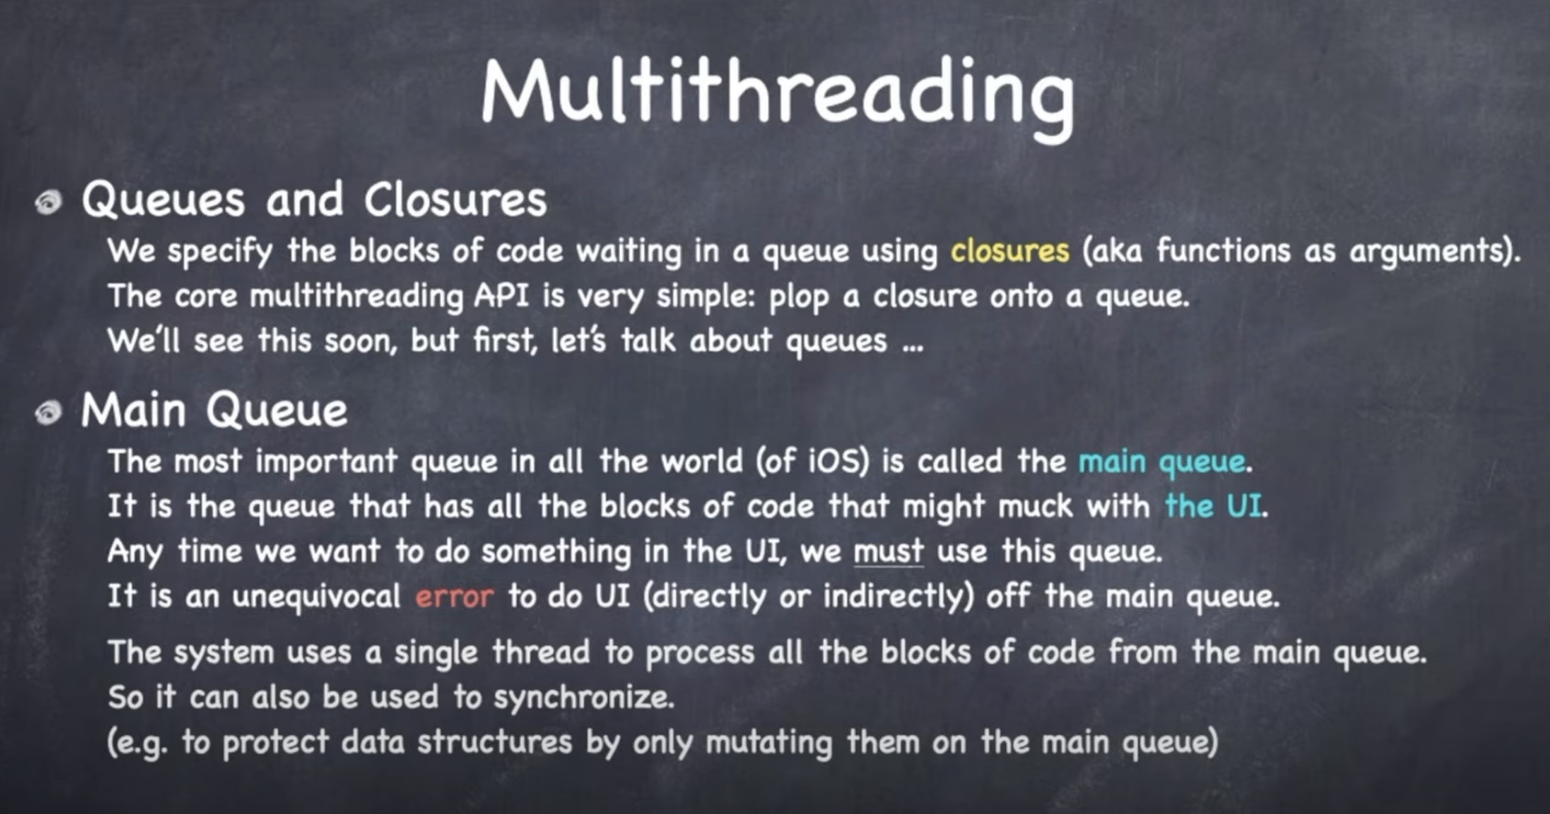 Multithreading
Queues and Closures
We specify the blocks of code waiting in a queue using closures (aka functions as arguments).
The core multithreading API is very simple: plop a closure onto a queue.
We'll see this soon, but first, let's talk about queues ...
Main Queue
The most important queue in all the world (of iOS) is called the main queue.
It is the queue that has all the blocks of code that might muck with the UI.
Any time we want to do something in the UI, we must use this queue.
It is an unequivocal error to do UI (directly or indirectly) off the main queue.
The system uses a single thread to process all the blocks of code from the main queue.
So it can also be used to synchronize.
(e.g. to protect data structures by only mutating them on the main queue)